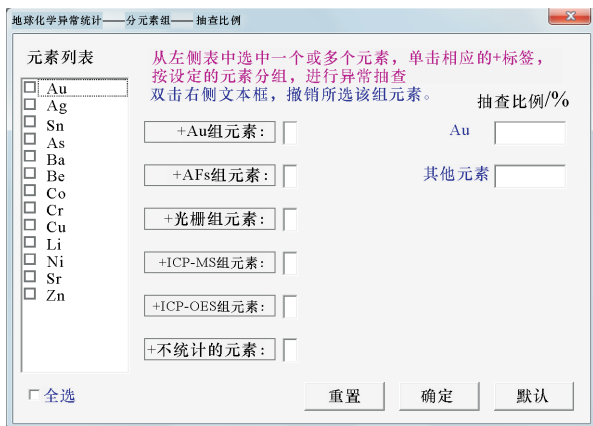 地球化学异常统计——分元素组——抽查比例
元素列表
从左侧表中选中一个或多个元素，单击相应的+标签，
按设定的元素分组，进行异常抽查
双击右侧文本框，撤销所选该组元素。
抽查比例/%
Au
Ag
Sn
As
Ba
Be
Co
Cr
Cu
Li
Ni
Sr
Zn
+Au组元素：
+AFs组元素：
+光栅组元素：
+ICP-MS组元素：
+ICP-OES组元素：
+不统计的元素：
Au
其他元素
全选
重置
确定
默认